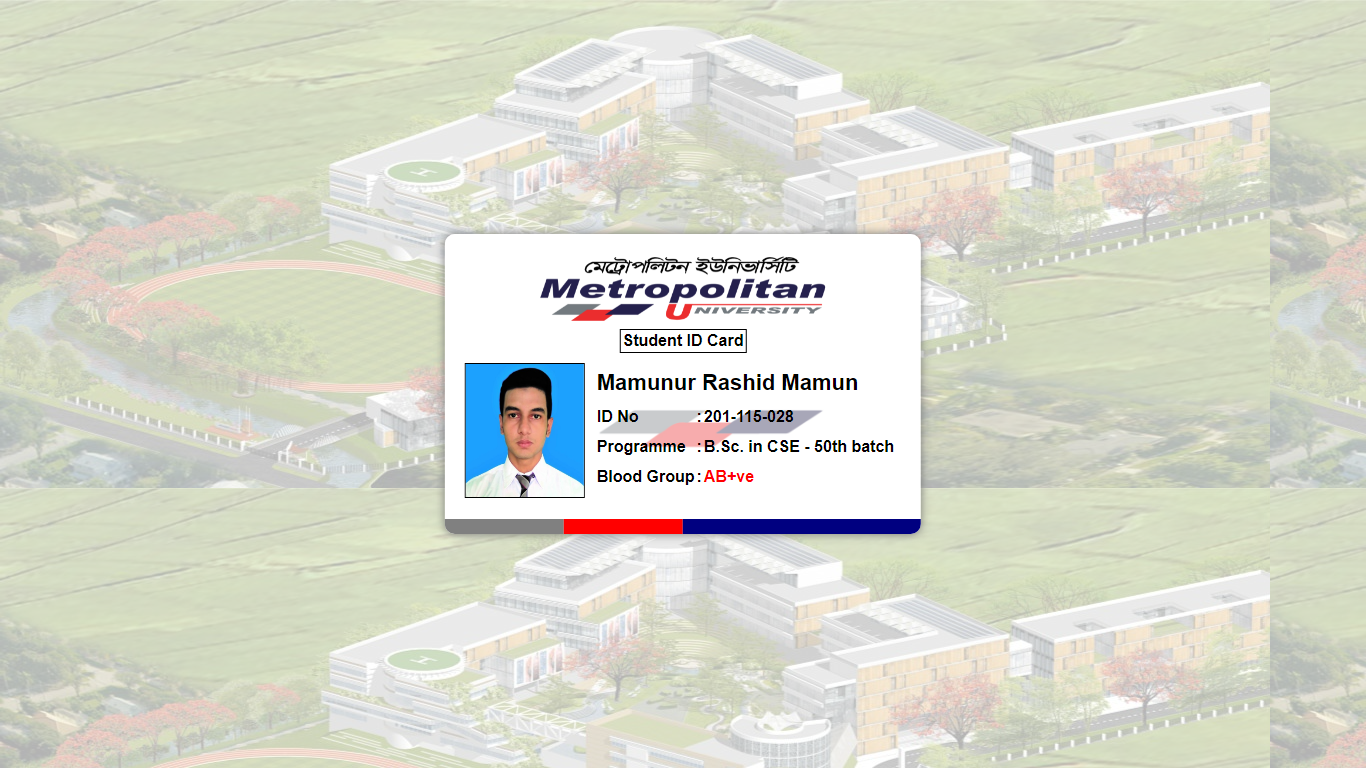 মেট্রোপলিটন ইউনিভার্সিটি
Metropolitan
UNIVERSITY
Student ID Card
Mamunur Rashid Mamun
ID No : 201-115-028
Programme : B.Sc. in CSE - 50th batch
Blood Group : AB+ve